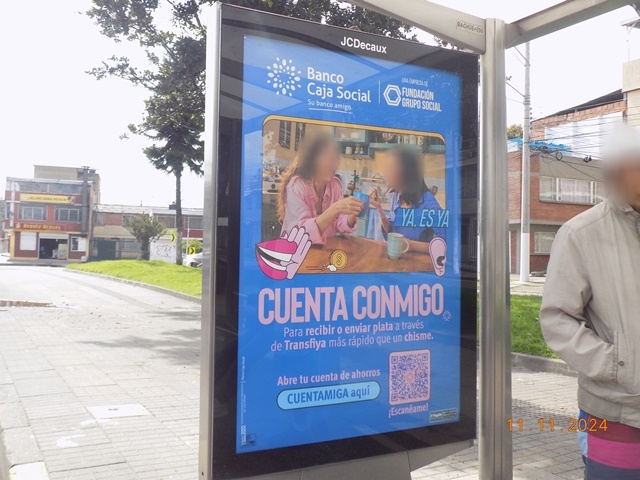 JCDecaux
Banco
Caja Social
Su banco amigo.
UNA EMPRESA DE
FUNDACIÓN
GRUPO SOCIAL
YA, ES YA
CUENTA CONMIGO
Para recibir o enviar plata a través
de Transfiya más rápido que un chisme.
Abre tu cuenta de ahorros
CUENTAMIGA aquí
¡Escanéame!
11.11.2024